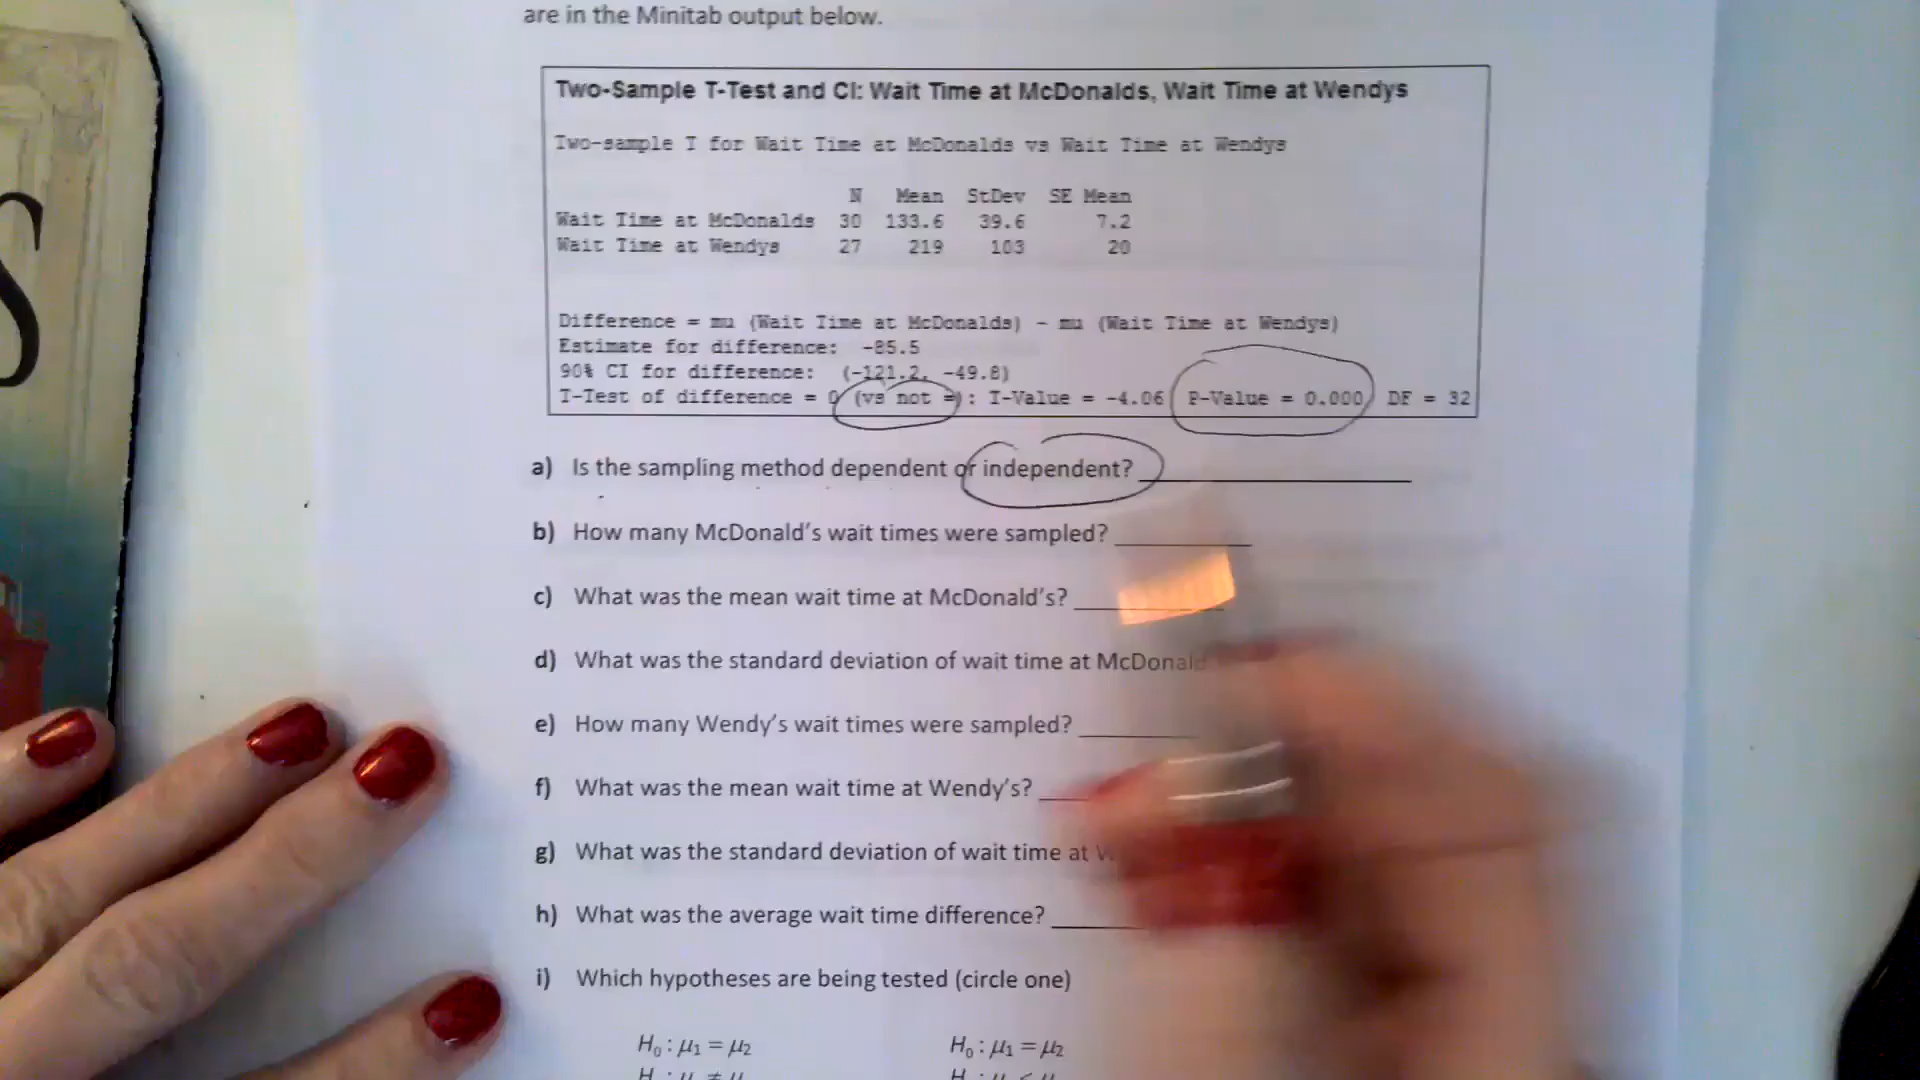 are in the Minitab output below.
Two-Sample T-Test and CI: Wait Time at McDonalds, Wait Time at Wendys
Two-sample T for Wait Time at McDonalds vs Wait Time at Wendys
N Mean StDev SE Mean
Wait Time at McDonalds 30 133.6 39.6 7.2
Wait Time at Wendys 27 219 103 20
Difference = mu (Wait Time at McDonalds) - mu (Wait Time at Wendys)
Estimate for difference: -85.5
90% CI for difference: (-121.2, -49.8)
T-Test of difference = 0 (vs not =): T-Value = -4.06 P-Value = 0.000 DF = 32
a) Is the sampling method dependent or independent?
b) How many McDonald's wait times were sampled?
c) What was the mean wait time at McDonald's?
d) What was the standard deviation of wait time at
e) How many Wendy's wait times were sampled?
f) What was the mean wait time at Wendy's?
g) What was the standard deviation of wait time at
h) What was the average wait time difference?
i) Which hypotheses are being tested (circle one)
H₀ : μ₁ = μ₂ H₀ : μ₁ = μ₂